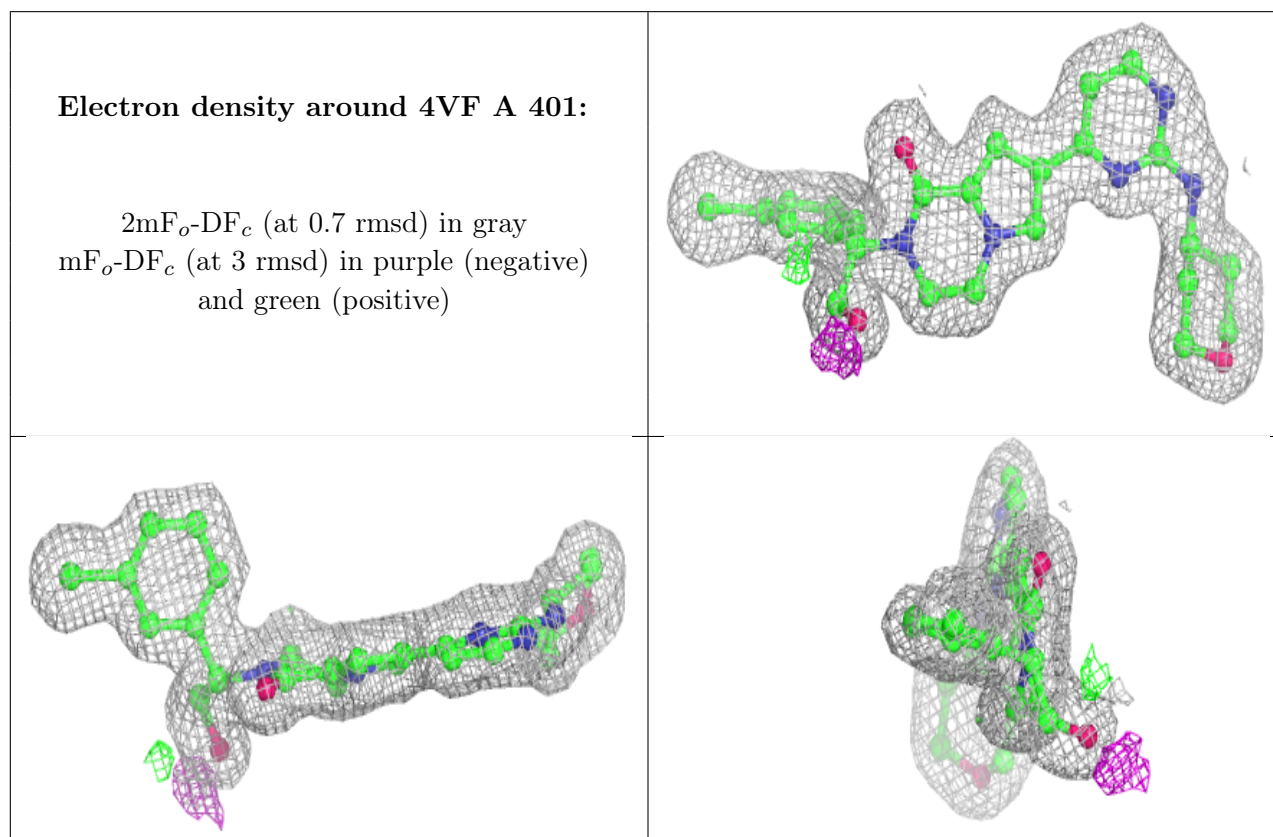 Electron density around 4VF A 401:
2mFₒ-DF𝒸 (at 0.7 rmsd) in gray
mFₒ-DF𝒸 (at 3 rmsd) in purple (negative)
and green (positive)